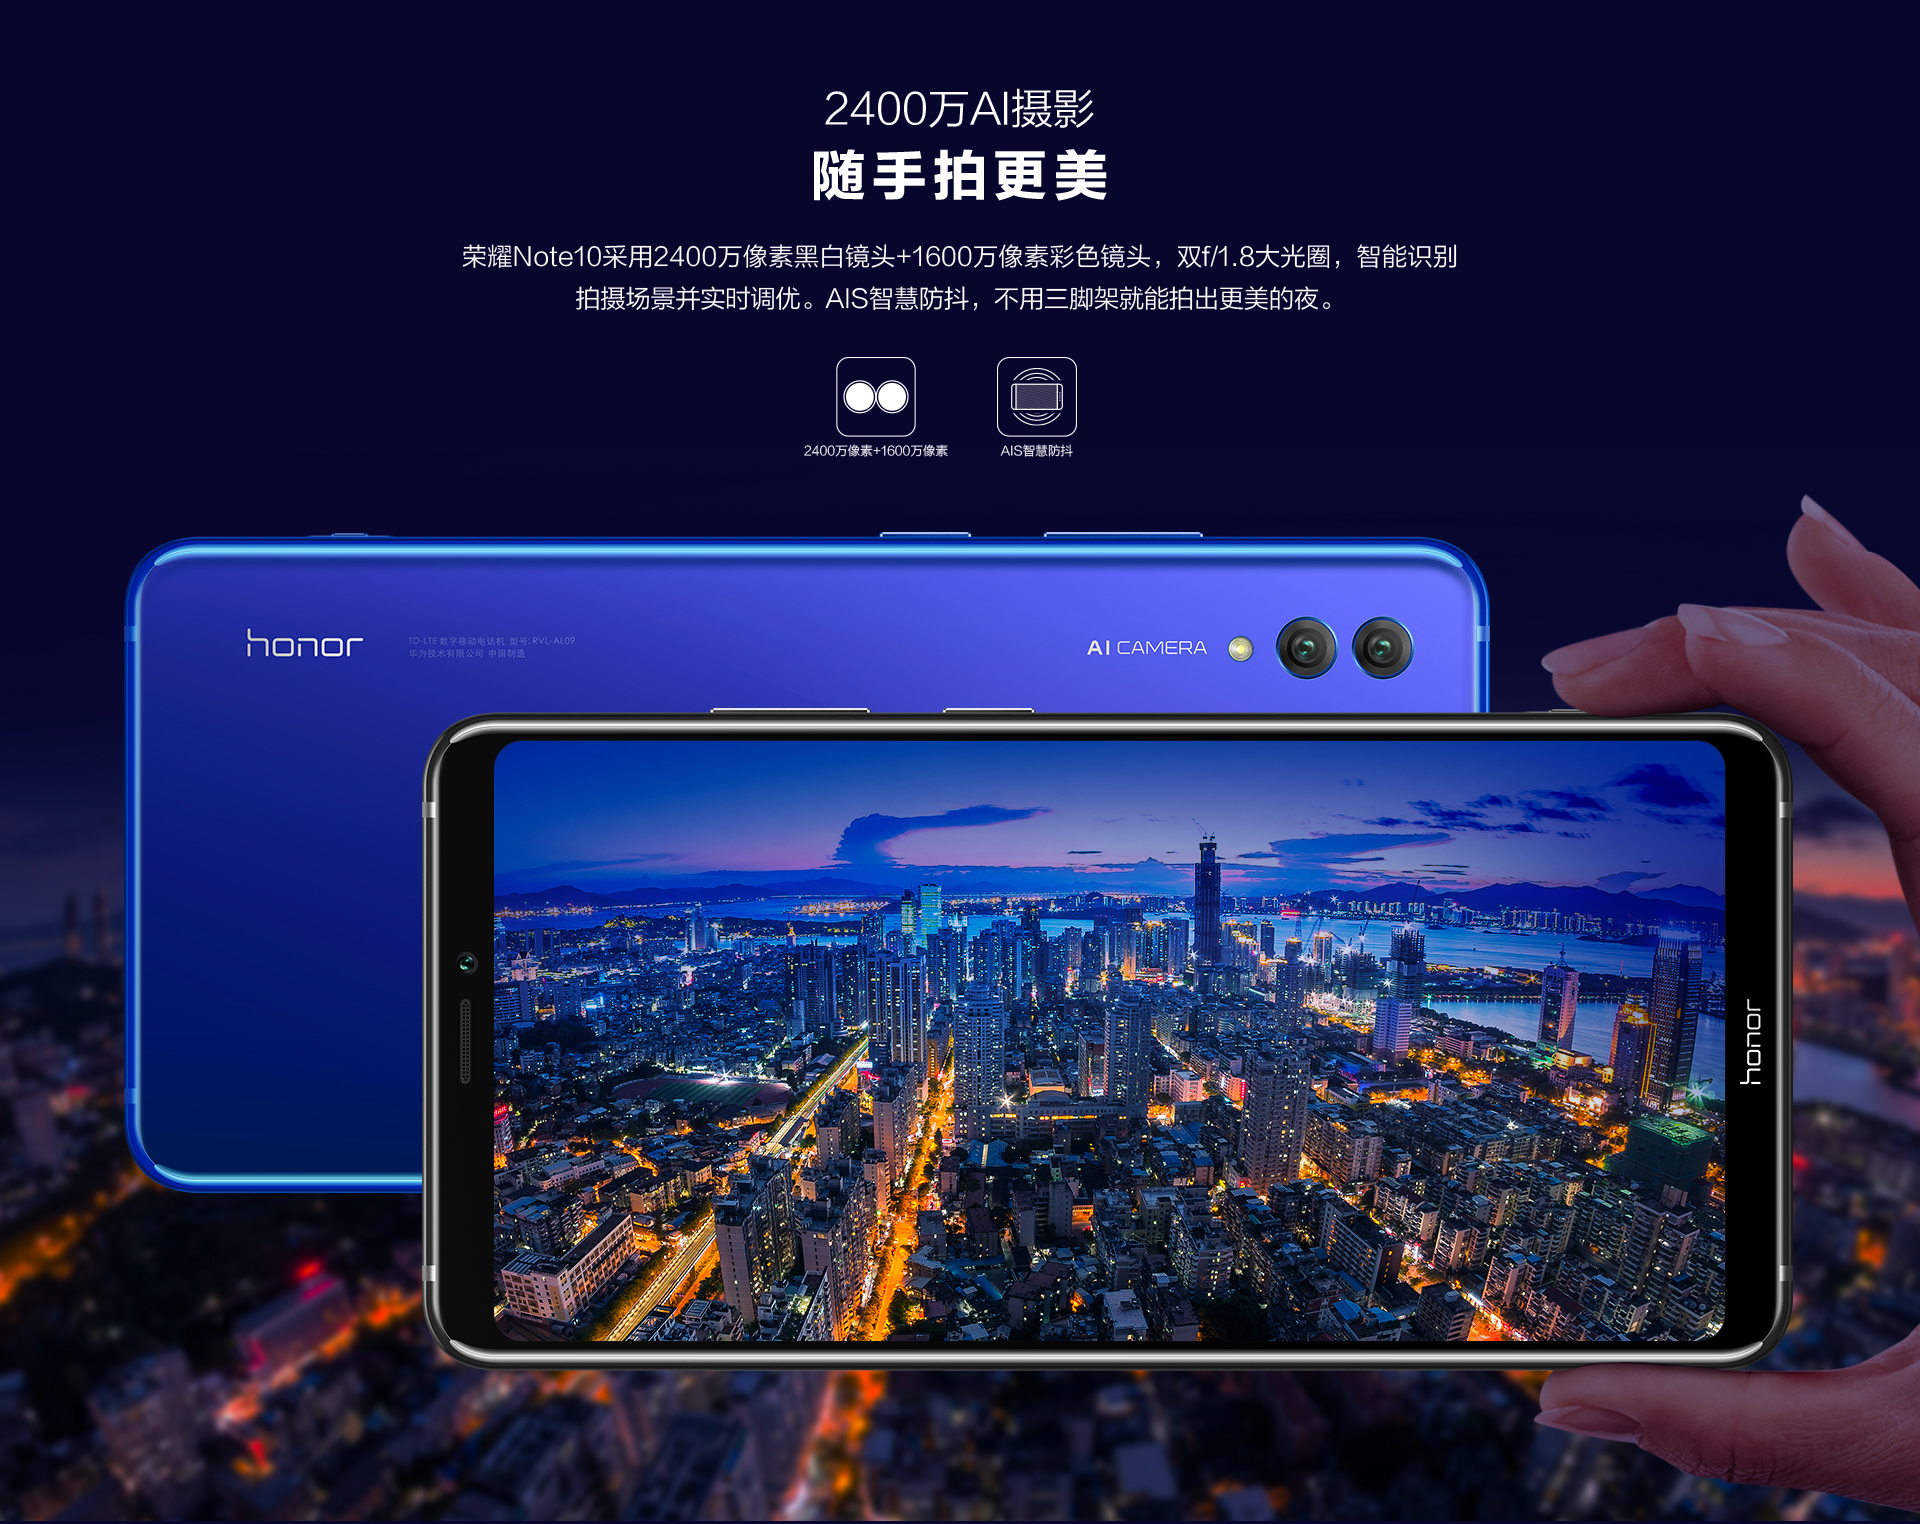 2400万AI摄影
随手拍更美
荣耀Note10采用2400万像素黑白镜头+1600万像素彩色镜头，双f/1.8大光圈，智能识别
拍摄场景并实时调优。AIS智慧防抖，不用三脚架就能拍出更美的夜。
2400万像素+1600万像素
AIS智慧防抖
honor
TD-LTE 数字移动电话机 型号: RVL-AL09
华为技术有限公司 中国制造
AI CAMERA
honor